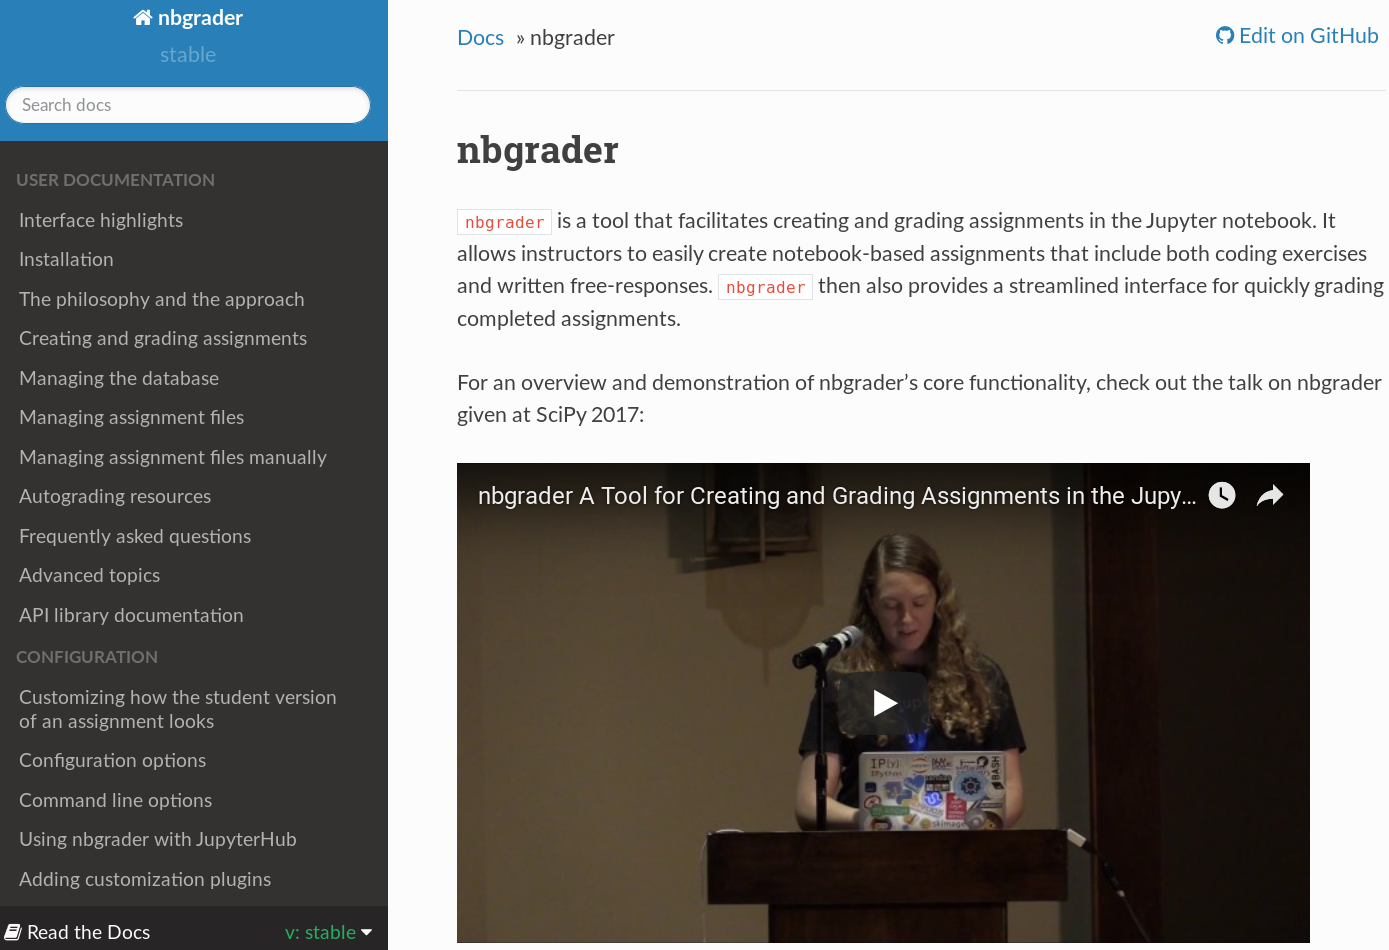 nbgrader
stable
Search docs
USER DOCUMENTATION
Interface highlights
Installation
The philosophy and the approach
Creating and grading assignments
Managing the database
Managing assignment files
Managing assignment files manually
Autograding resources
Frequently asked questions
Advanced topics
API library documentation
CONFIGURATION
Customizing how the student version
of an assignment looks
Configuration options
Command line options
Using nbgrader with JupyterHub
Adding customization plugins
Read the Docs v: stable
Docs » nbgrader
Edit on GitHub
nbgrader
nbgrader is a tool that facilitates creating and grading assignments in the Jupyter notebook. It
allows instructors to easily create notebook-based assignments that include both coding exercises
and written free-responses. nbgrader then also provides a streamlined interface for quickly grading
completed assignments.
For an overview and demonstration of nbgrader’s core functionality, check out the talk on nbgrader
given at SciPy 2017:
nbgrader A Tool for Creating and Grading Assignments in the Jupy...
IP[y]:
IPython
BASH
skimage